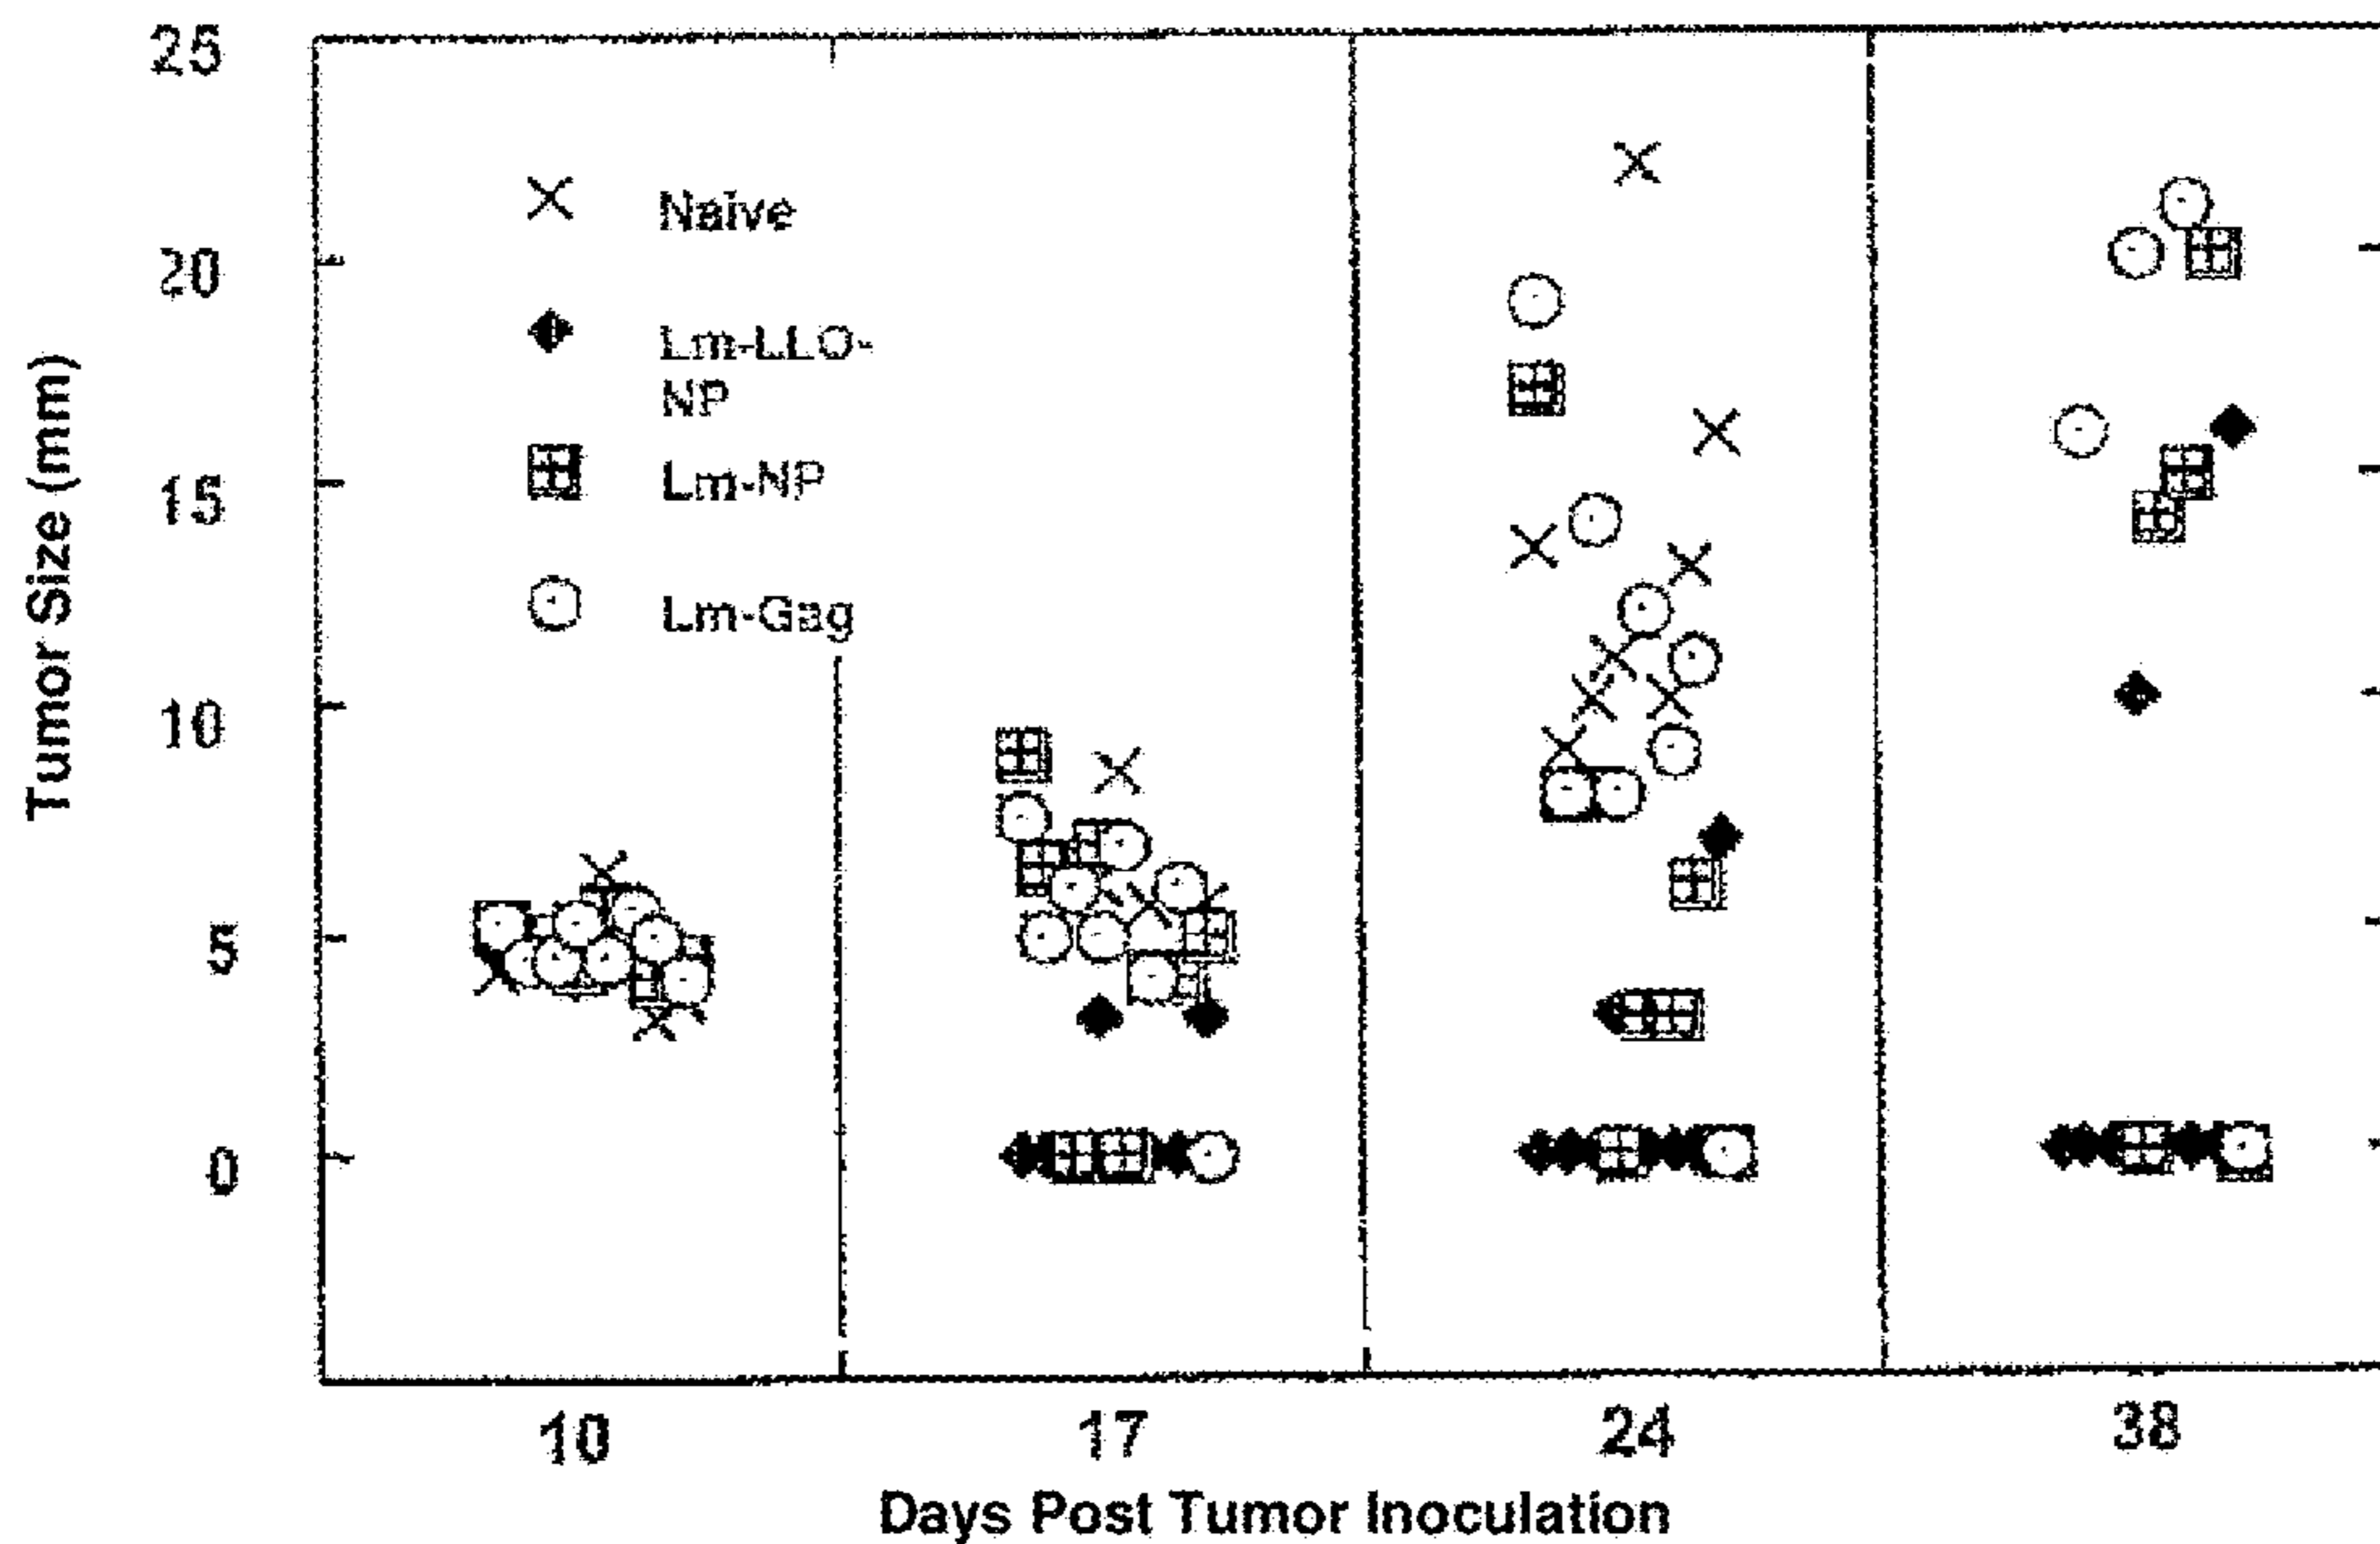 25
20
15
10
5
0
Tumor Size (mm)
Naive
Lm-LLO-
NP
Lm-NP
Lm-Gag
10
17
24
38
Days Post Tumor Inoculation